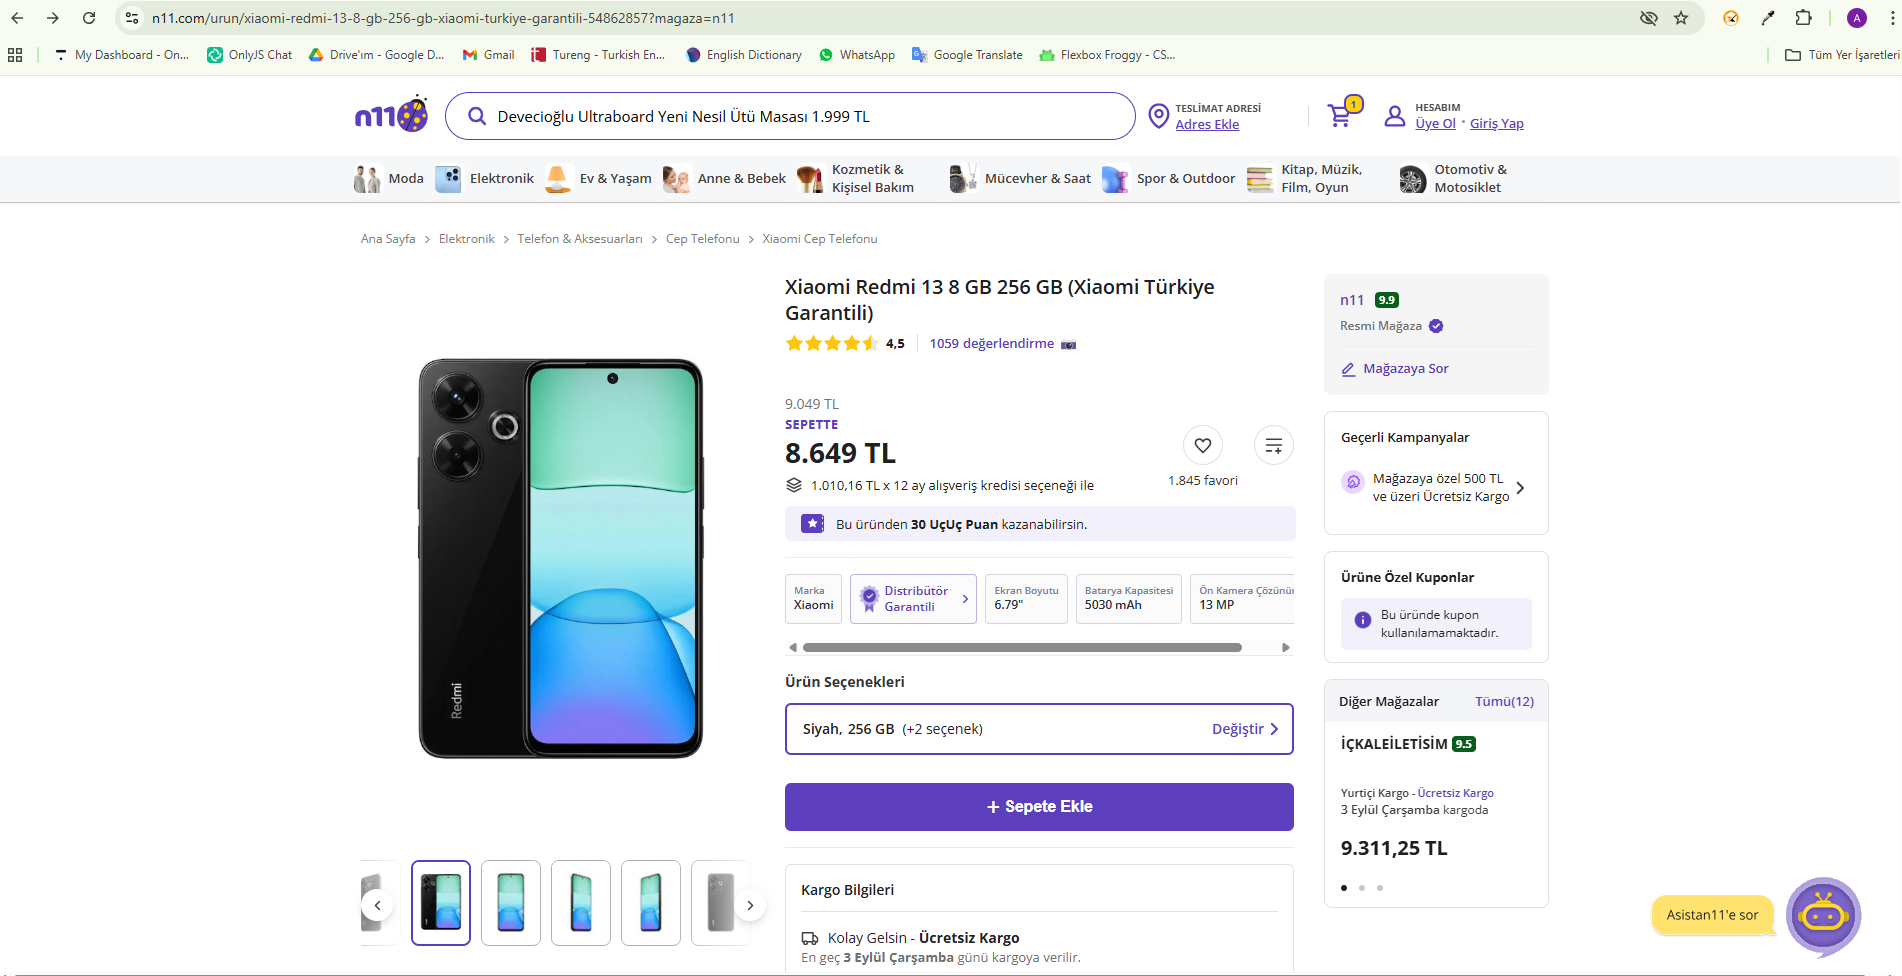 n11.com/urun/xiaomi-redmi-13-8-gb-256-gb-xiaomi-turkiye-garantili-54862857?magaza=n11
A
My Dashboard - On...
OnlyJS Chat
Drive'ım - Google D...
Gmail
Tureng - Turkish En...
English Dictionary
WhatsApp
Google Translate
Flexbox Froggy - CS...
Tüm Yer İşaretleri
n11
Devecioğlu Ultraboard Yeni Nesil Ütü Masası 1.999 TL
TESLİMAT ADRESİ
Adres Ekle
1
HESABIM
Üye Ol • Giriş Yap
Moda
Elektronik
Ev & Yaşam
Anne & Bebek
Kozmetik &
Kişisel Bakım
Mücevher & Saat
Spor & Outdoor
Kitap, Müzik,
Film, Oyun
Otomotiv &
Motosiklet
Ana Sayfa > Elektronik > Telefon & Aksesuarları > Cep Telefonu > Xiaomi Cep Telefonu
Redmi
Xiaomi Redmi 13 8 GB 256 GB (Xiaomi Türkiye
Garantili)
4,5
1059 değerlendirme
9.049 TL
SEPETTE
8.649 TL
1.010,16 TL x 12 ay alışveriş kredisi seçeneği ile
1.845 favori
Bu üründen 30 UçUç Puan kazanabilirsin.
Marka
Xiaomi
Distribütör
Garantili
Ekran Boyutu
6.79"
Batarya Kapasitesi
5030 mAh
Ön Kamera Çözünür
13 MP
Ürün Seçenekleri
Siyah, 256 GB (+2 seçenek)
Değiştir
+ Sepete Ekle
Kargo Bilgileri
Kolay Gelsin - Ücretsiz Kargo
En geç 3 Eylül Çarşamba günü kargoya verilir.
n11 9.9
Resmi Mağaza
Mağazaya Sor
Geçerli Kampanyalar
Mağazaya özel 500 TL
ve üzeri Ücretsiz Kargo
Ürüne Özel Kuponlar
Bu üründe kupon
kullanılamamaktadır.
Diğer Mağazalar
Tümü(12)
İÇKALEİLETİSİM 9.5
Yurtiçi Kargo - Ücretsiz Kargo
3 Eylül Çarşamba kargoda
9.311,25 TL
Asistan11'e sor